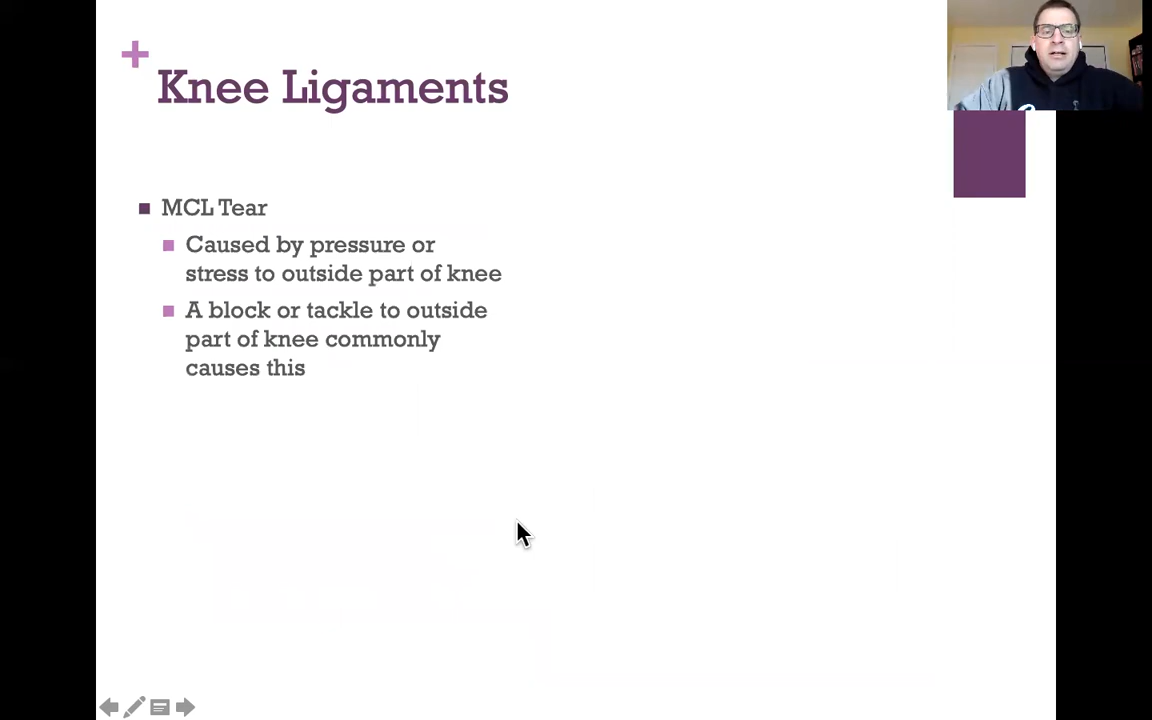 Knee Ligaments
MCL Tear
Caused by pressure or
stress to outside part of knee
A block or tackle to outside
part of knee commonly
causes this